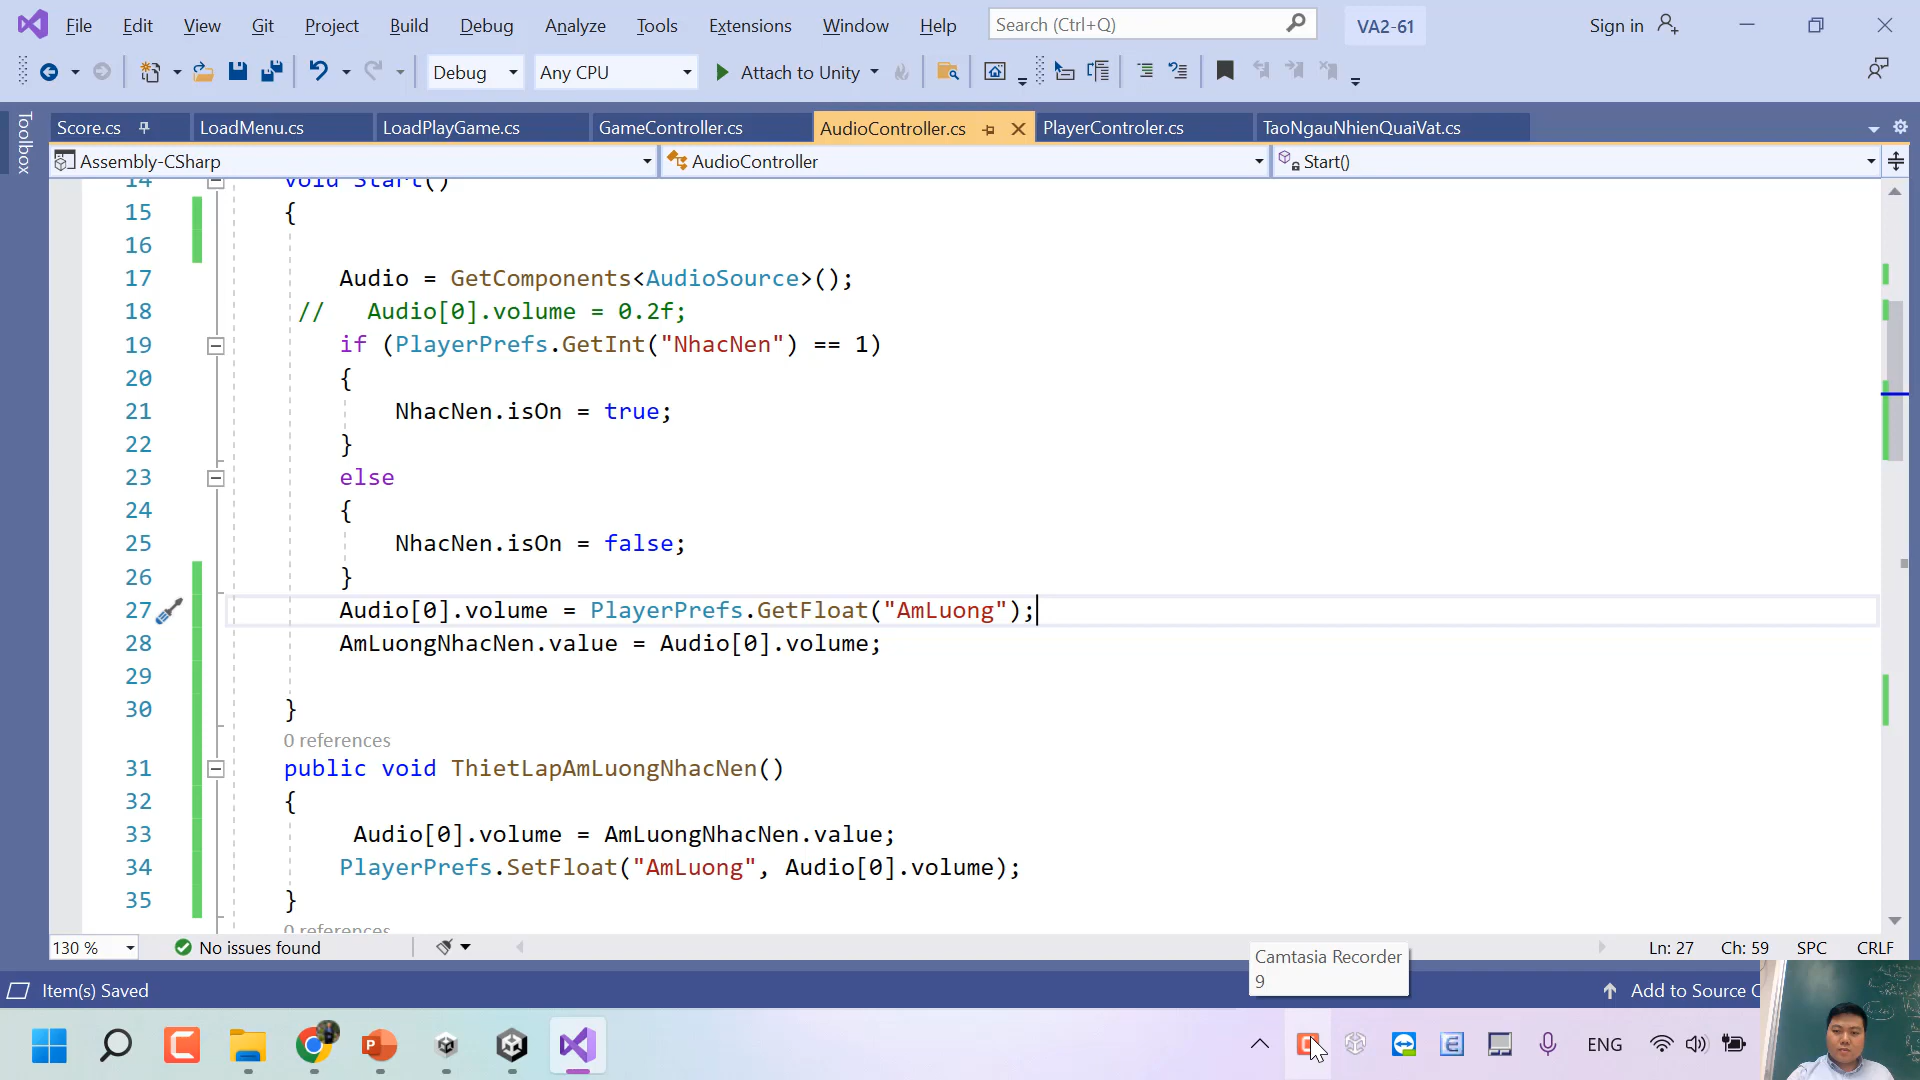 File Edit View Git Project Build Debug Analyze Tools Extensions Window Help Search (Ctrl+Q) VA2-61 Sign in
Debug Any CPU Attach to Unity
Toolbox
Score.cs LoadMenu.cs LoadPlayGame.cs GameController.cs AudioController.cs PlayerControler.cs TaoNgauNhienQuaiVat.cs
Assembly-CSharp AudioController Start()
14 void Start()
15 {
16
17 Audio = GetComponents<AudioSource>();
18 // Audio[0].volume = 0.2f;
19 if (PlayerPrefs.GetInt("NhacNen") == 1)
20 {
21 NhacNen.isOn = true;
22 }
23 else
24 {
25 NhacNen.isOn = false;
26 }
27 Audio[0].volume = PlayerPrefs.GetFloat("AmLuong");
28 AmLuongNhacNen.value = Audio[0].volume;
29
30 }
0 references
31 public void ThietLapAmLuongNhacNen()
32 {
33 Audio[0].volume = AmLuongNhacNen.value;
34 PlayerPrefs.SetFloat("AmLuong", Audio[0].volume);
35 }
0 references
130 % No issues found Ln: 27 Ch: 59 SPC CRLF
Camtasia Recorder
9
Item(s) Saved Add to Source C
ENG